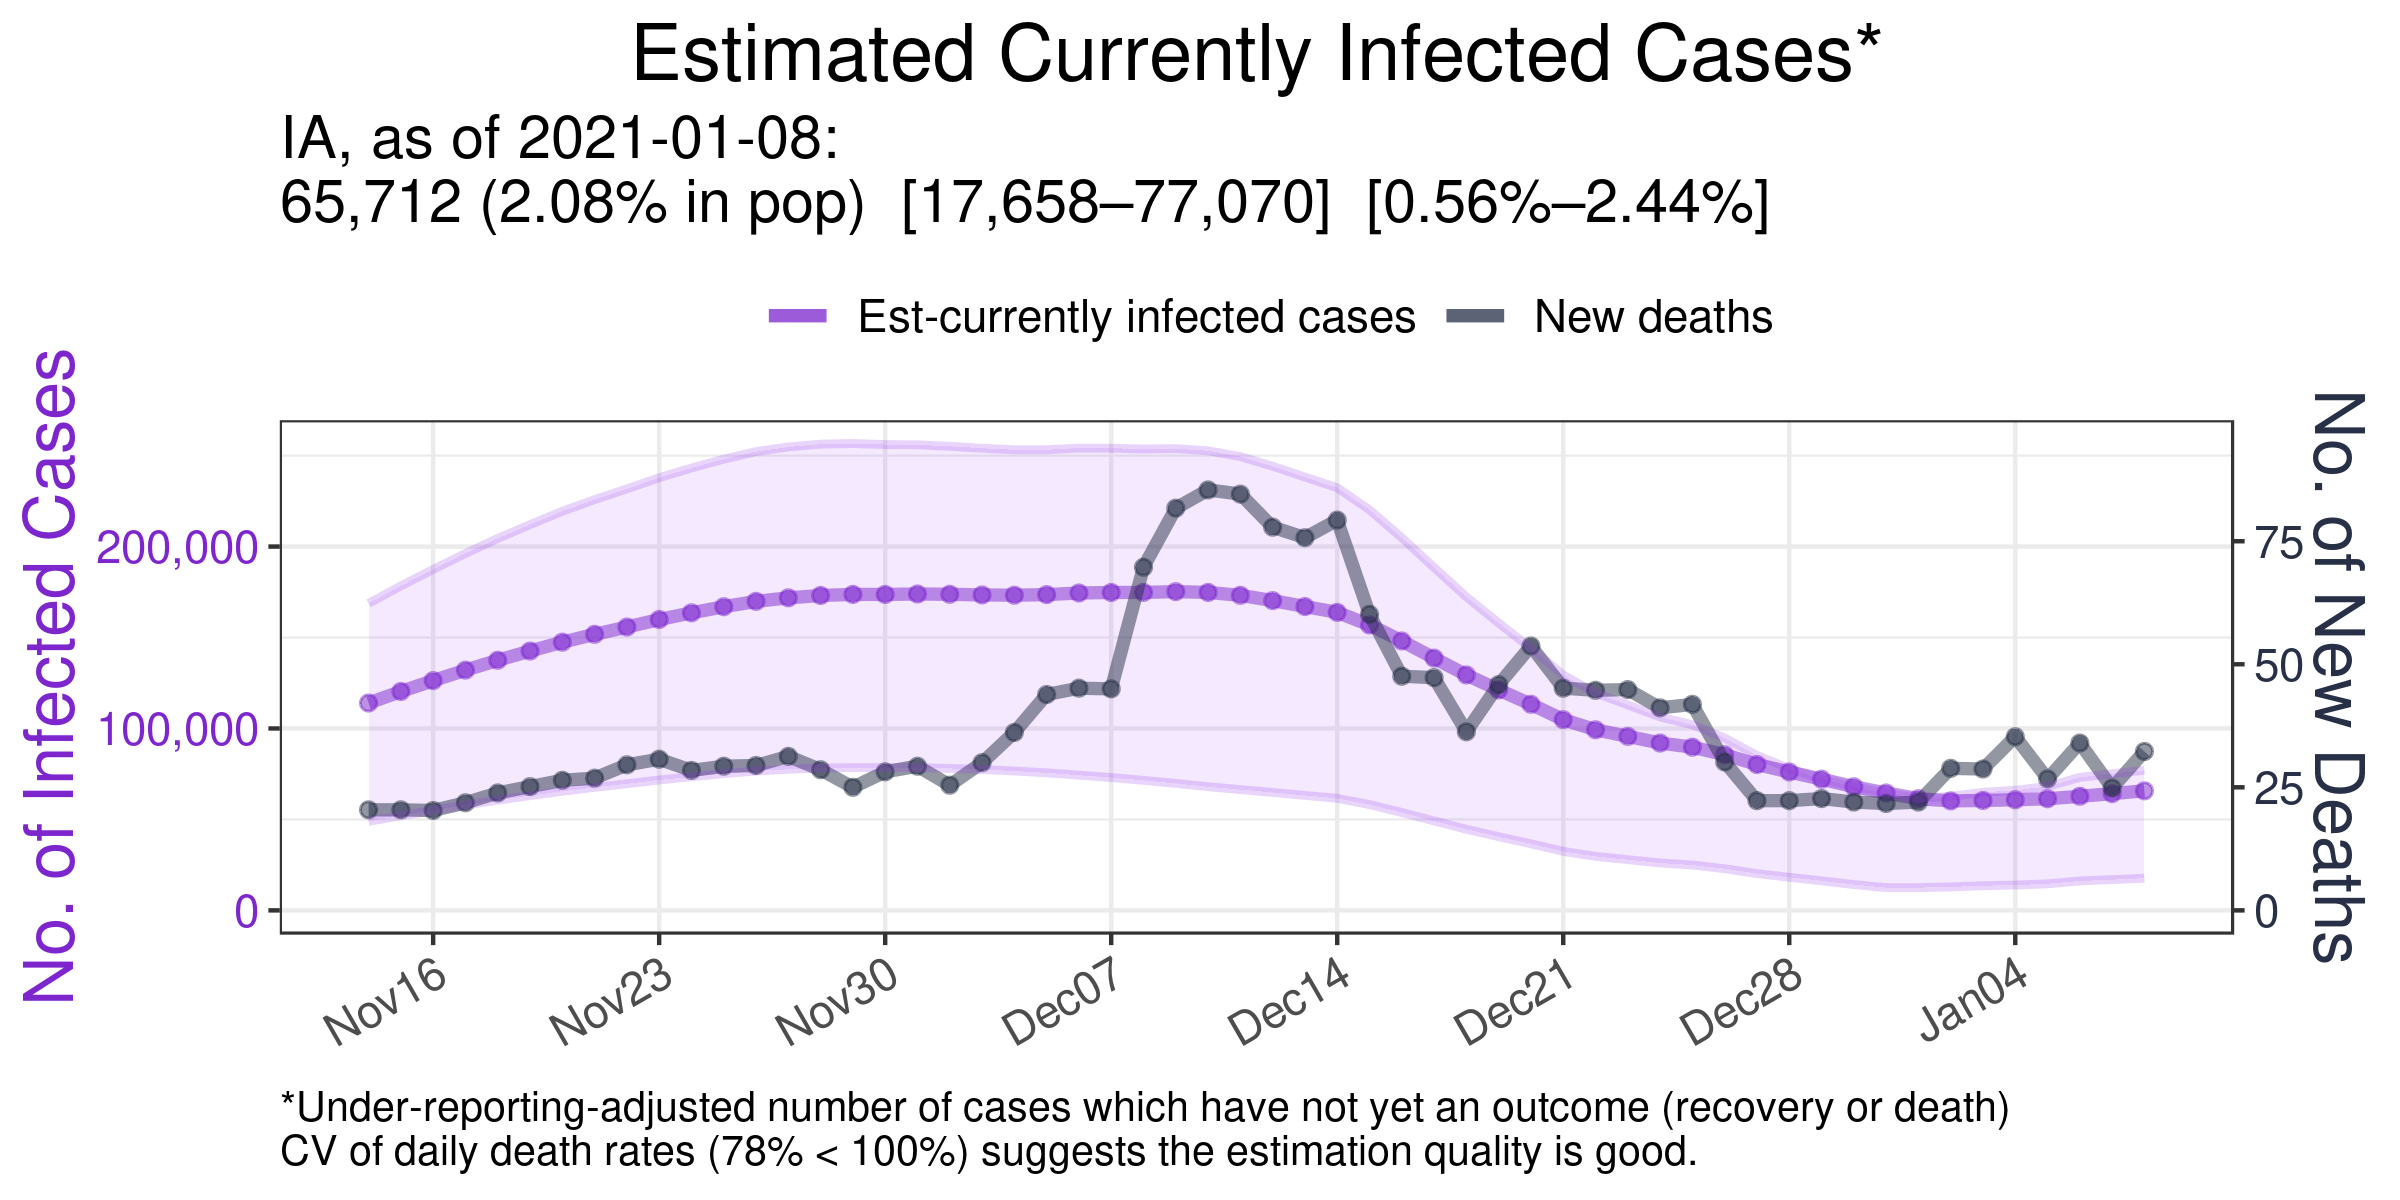 Estimated Currently Infected Cases*
IA, as of 2021-01-08:
65,712 (2.08% in pop)  [17,658–77,070]  [0.56%–2.44%]
Est-currently infected cases
New deaths
No. of Infected Cases
200,000
100,000
0
No. of New Deaths
75
50
25
0
Nov16
Nov23
Nov30
Dec07
Dec14
Dec21
Dec28
Jan04
*Under-reporting-adjusted number of cases which have not yet an outcome (recovery or death)
CV of daily death rates (78% < 100%) suggests the estimation quality is good.